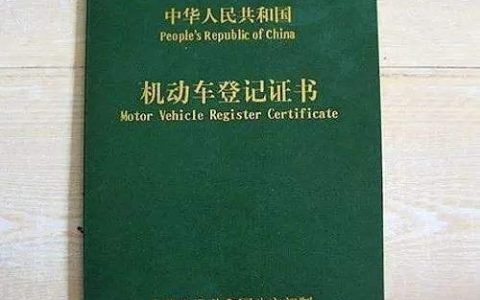 中华人民共和国
People's Republic of China
机动车登记证书
Motor Vehicle Register Certificate